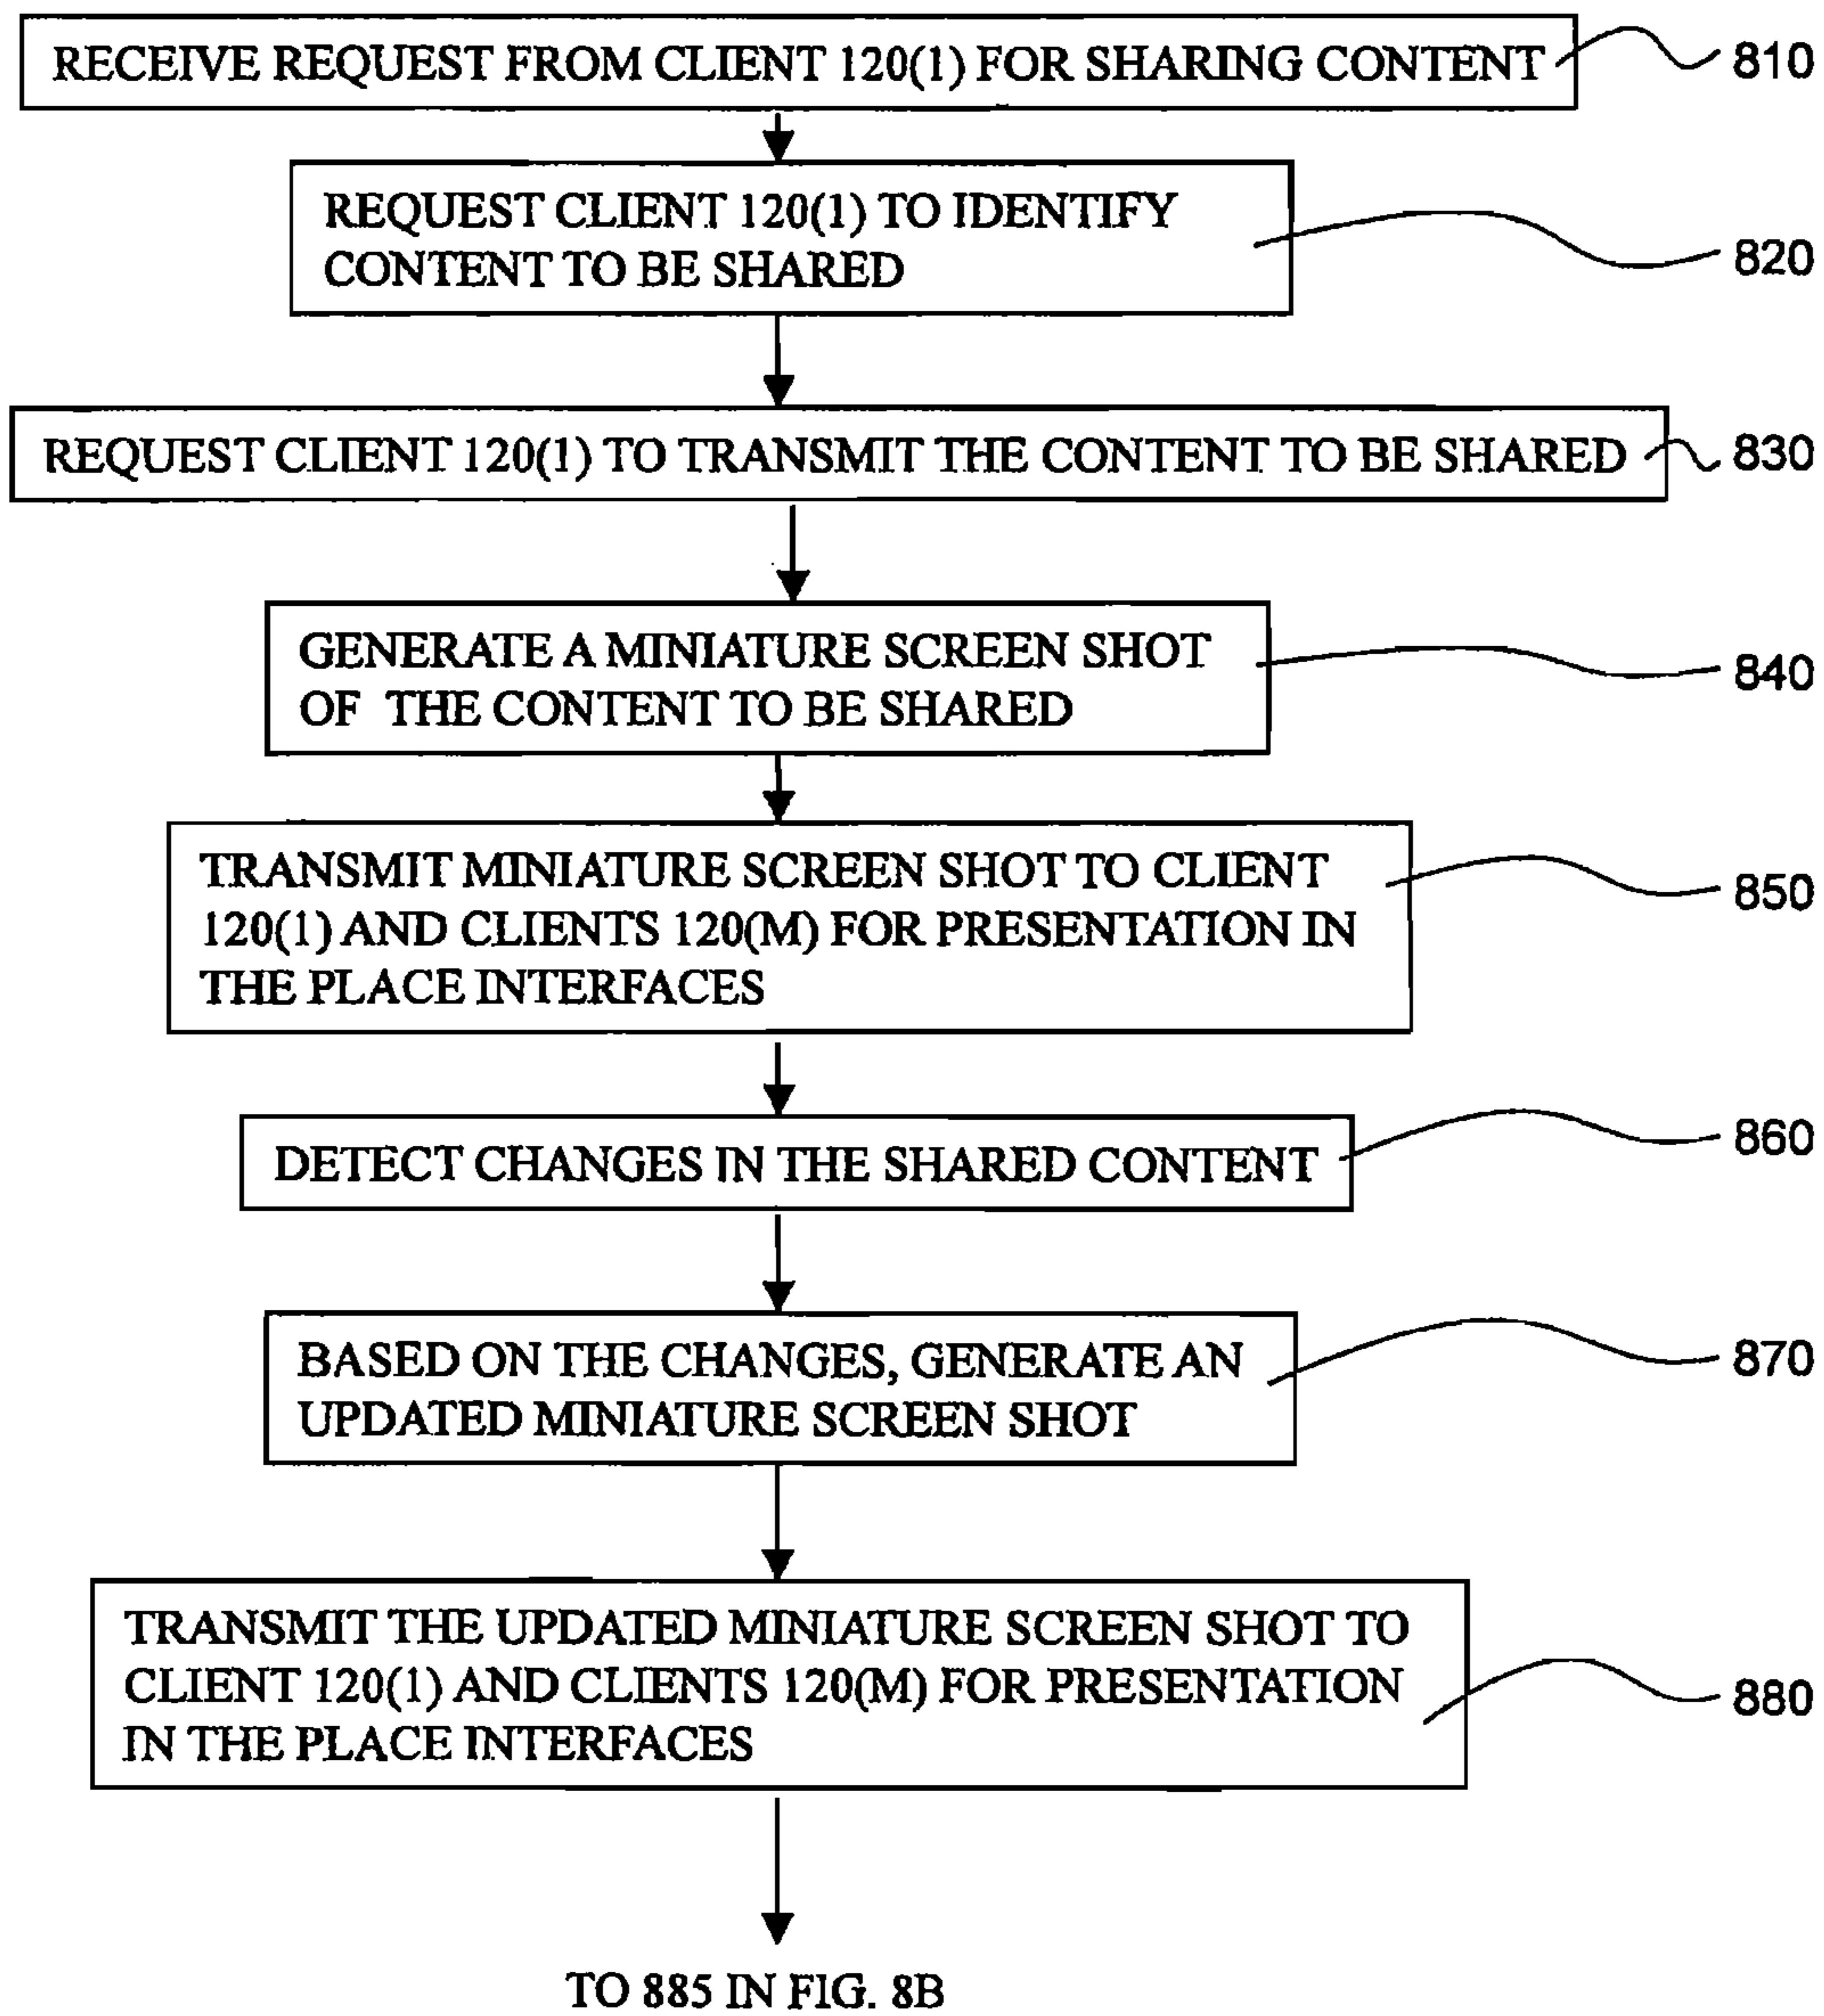 RECEIVE REQUEST FROM CLIENT 120(1) FOR SHARING CONTENT
810
REQUEST CLIENT 120(1) TO IDENTIFY
CONTENT TO BE SHARED
820
REQUEST CLIENT 120(1) TO TRANSMIT THE CONTENT TO BE SHARED
830
GENERATE A MINIATURE SCREEN SHOT
OF THE CONTENT TO BE SHARED
840
TRANSMIT MINIATURE SCREEN SHOT TO CLIENT
120(1) AND CLIENTS 120(M) FOR PRESENTATION IN
THE PLACE INTERFACES
850
DETECT CHANGES IN THE SHARED CONTENT
860
BASED ON THE CHANGES, GENERATE AN
UPDATED MINIATURE SCREEN SHOT
870
TRANSMIT THE UPDATED MINIATURE SCREEN SHOT TO
CLIENT 120(1) AND CLIENTS 120(M) FOR PRESENTATION
IN THE PLACE INTERFACES
880
TO 885 IN FIG. 8B